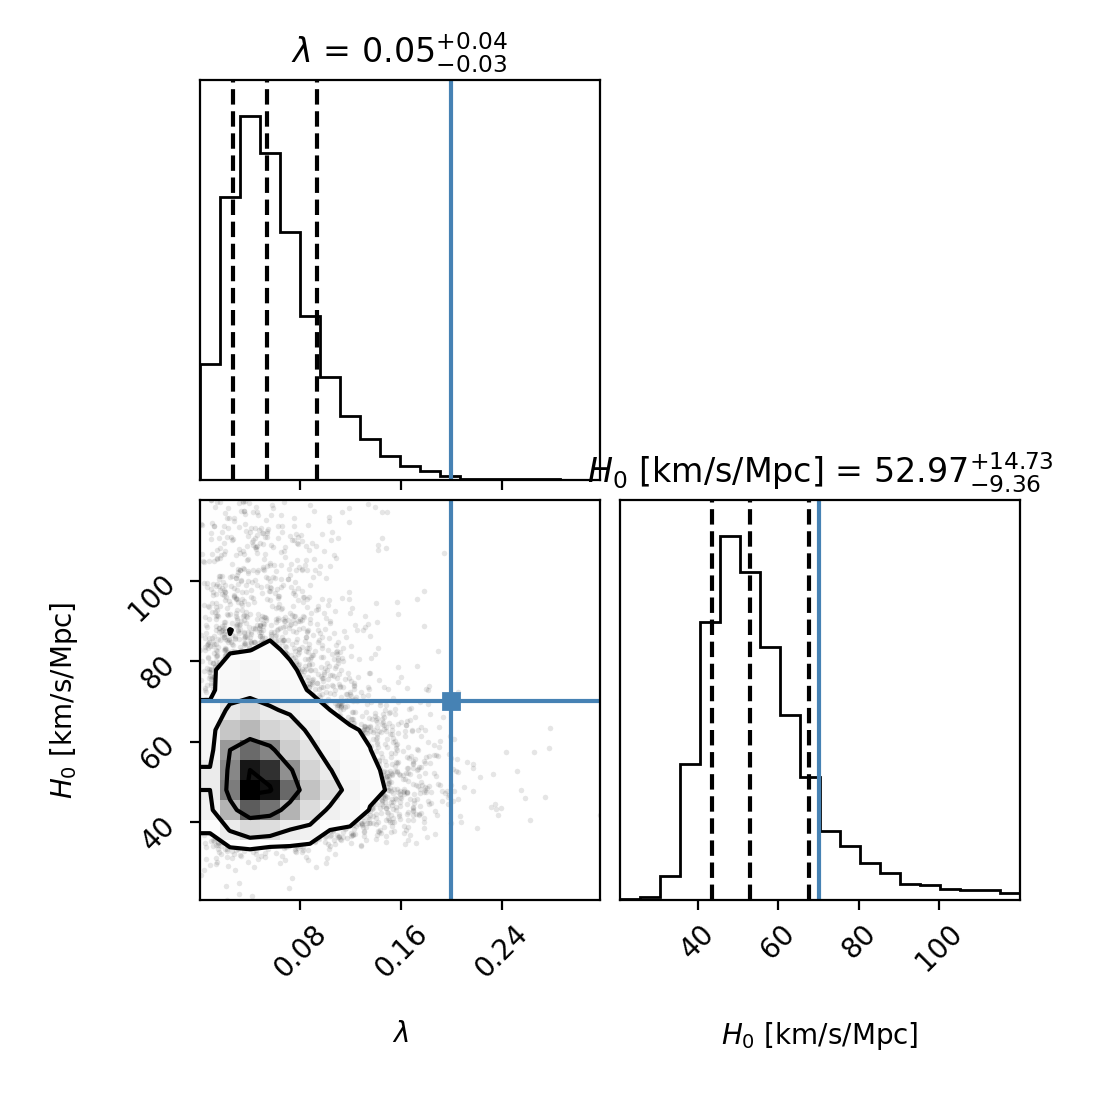 λ = 0.05+0.04−0.03
H0 [km/s/Mpc] = 52.97+14.73−9.36
100
80
60
40
H0 [km/s/Mpc]
0.08 0.16 0.24
40 60 80 100
λ
H0 [km/s/Mpc]